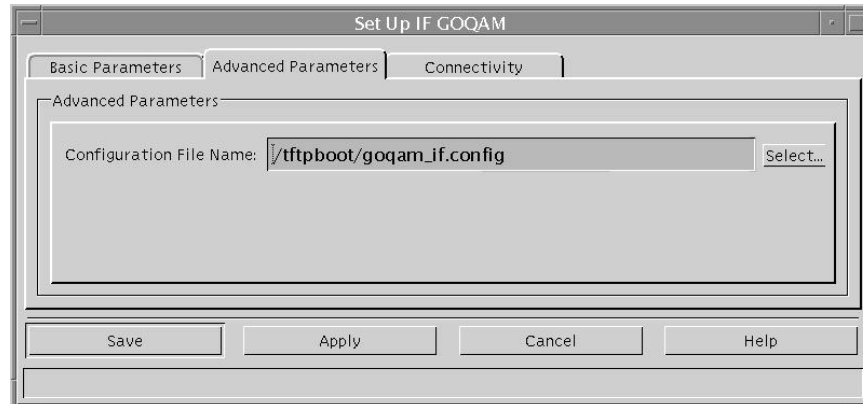 Set Up IF GOQAM
Basic Parameters Advanced Parameters Connectivity
Advanced Parameters
Configuration File Name: /tftpboot/goqam_if.config Select...
Save Apply Cancel Help